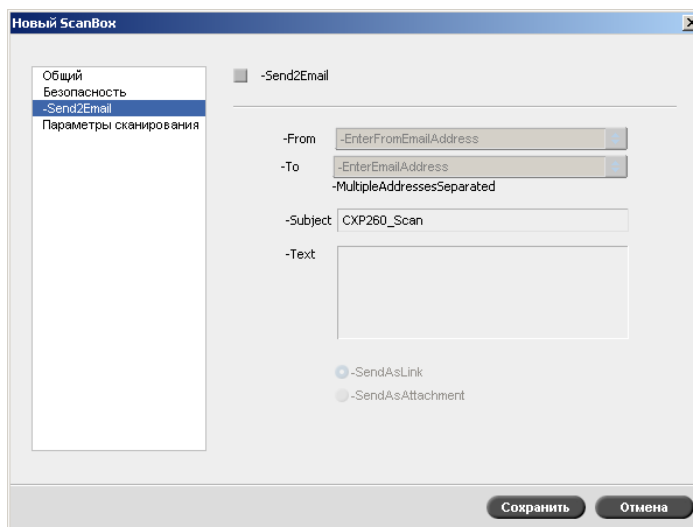 Новый ScanBox
Общий
Безопасность
-Send2Email
Параметры сканирования
-Send2Email
-From -EnterFromEmailAddress
-To -EnterEmailAddress
-MultipleAddressesSeparated
-Subject CXP260_Scan
-Text
-SendAsLink
-SendAsAttachment
Сохранить Отмена